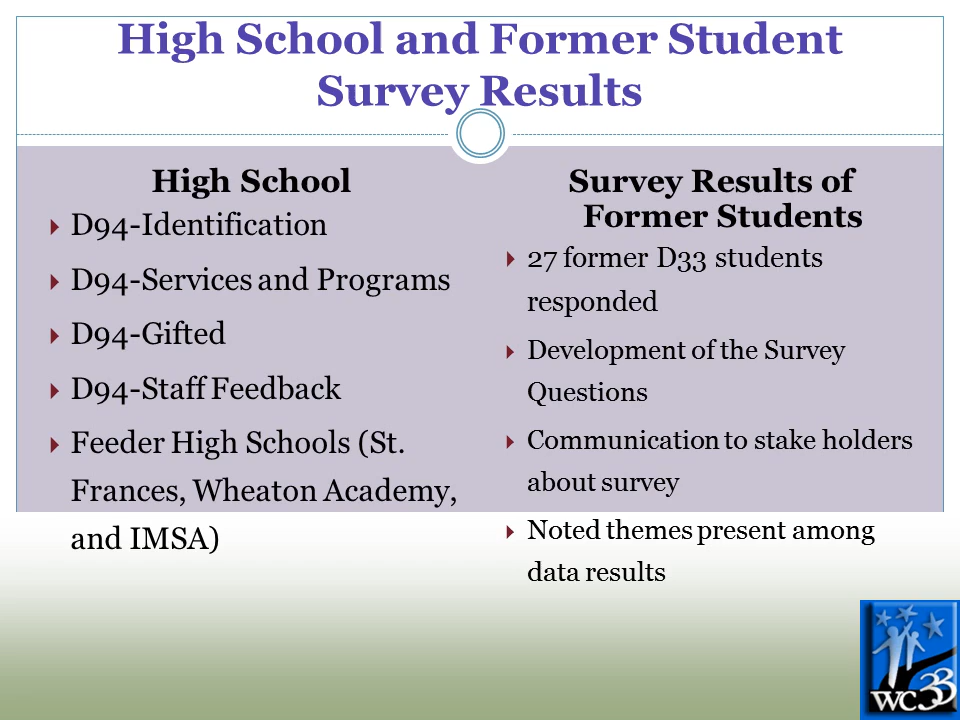 High School and Former Student
Survey Results
High School
D94-Identification
D94-Services and Programs
D94-Gifted
D94-Staff Feedback
Feeder High Schools (St.
Frances, Wheaton Academy,
and IMSA)
Survey Results of
Former Students
27 former D33 students
responded
Development of the Survey
Questions
Communication to stake holders
about survey
Noted themes present among
data results
WC33